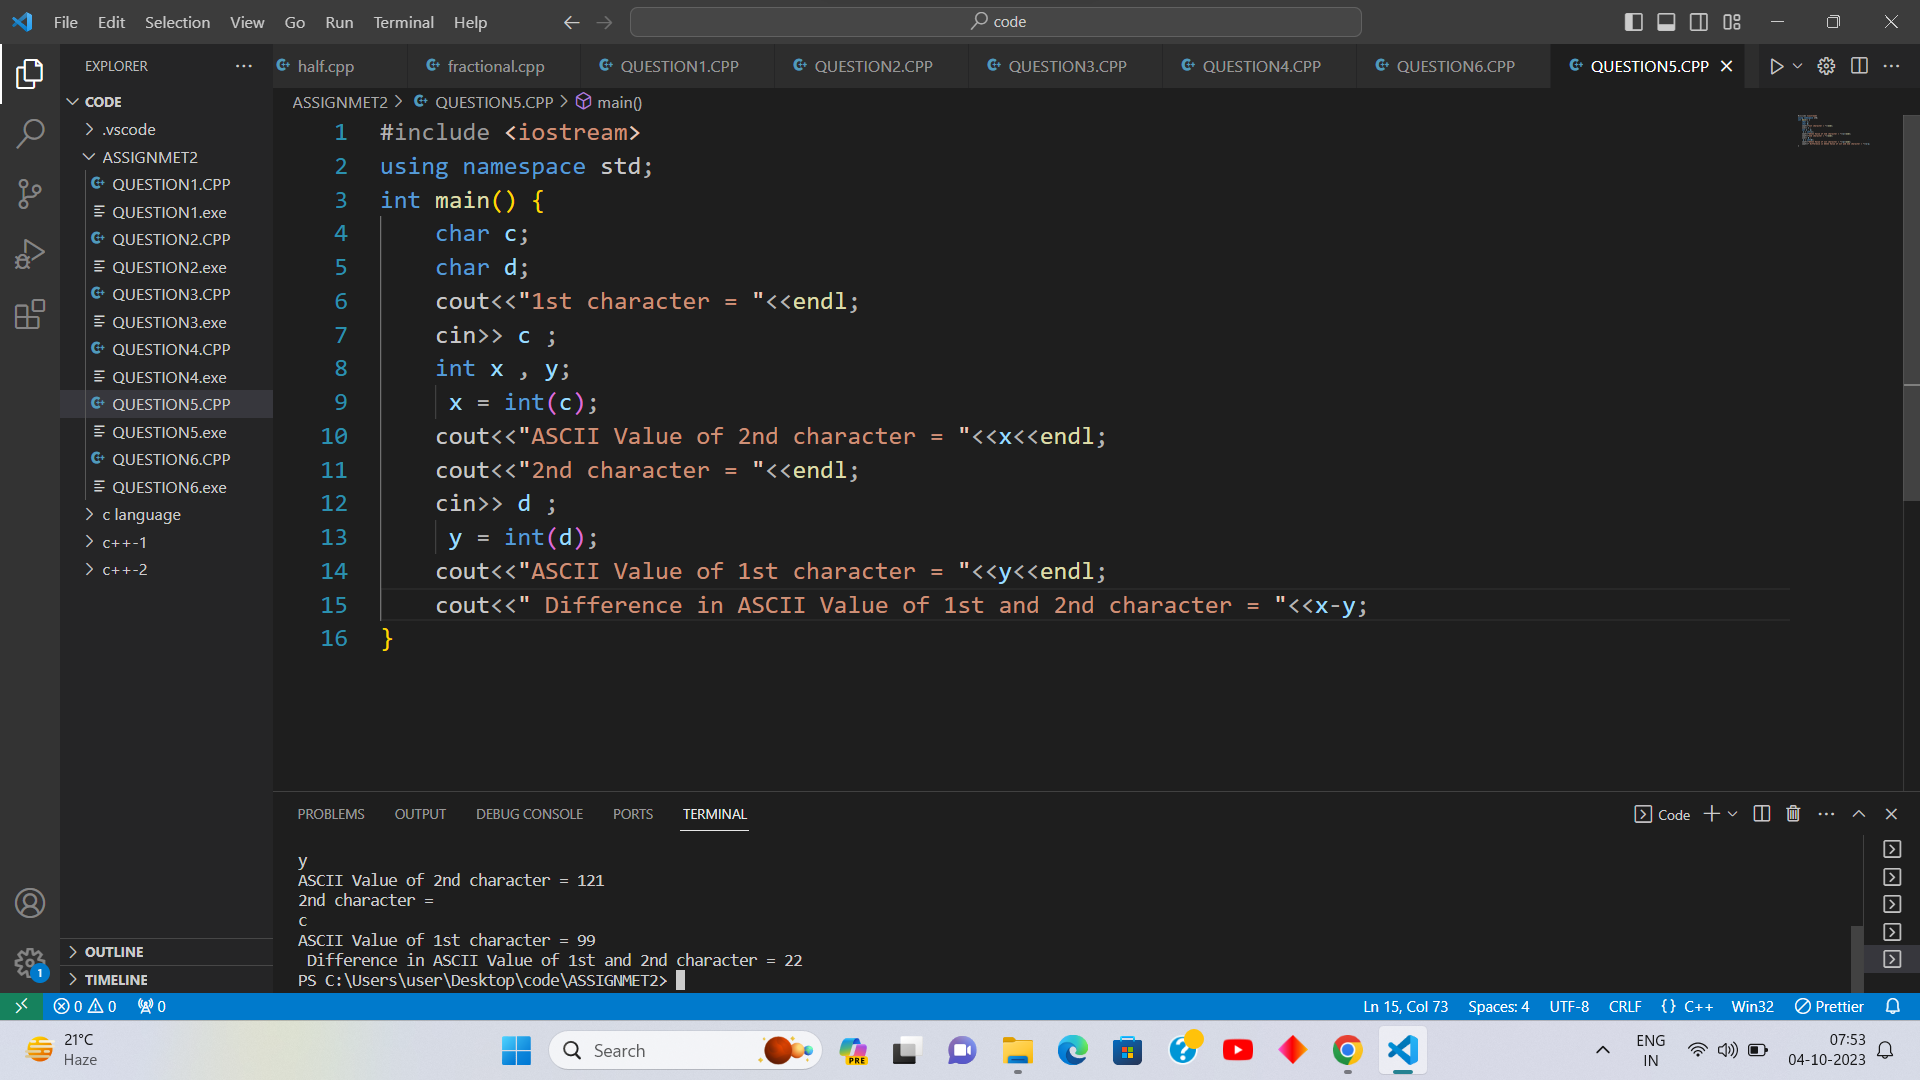 File Edit Selection View Go Run Terminal Help
code
EXPLORER
half.cpp fractional.cpp QUESTION1.CPP QUESTION2.CPP QUESTION3.CPP QUESTION4.CPP QUESTION6.CPP QUESTION5.CPP
CODE
.vscode
ASSIGNMET2
QUESTION1.CPP
QUESTION1.exe
QUESTION2.CPP
QUESTION2.exe
QUESTION3.CPP
QUESTION3.exe
QUESTION4.CPP
QUESTION4.exe
QUESTION5.CPP
QUESTION5.exe
QUESTION6.CPP
QUESTION6.exe
c language
c++-1
c++-2
OUTLINE
TIMELINE
1
ASSIGNMET2 > QUESTION5.CPP > main()
1 #include <iostream>
2 using namespace std;
3 int main() {
4 char c;
5 char d;
6 cout<<"1st character = "<<endl;
7 cin>> c ;
8 int x , y;
9 x = int(c);
10 cout<<"ASCII Value of 2nd character = "<<x<<endl;
11 cout<<"2nd character = "<<endl;
12 cin>> d ;
13 y = int(d);
14 cout<<"ASCII Value of 1st character = "<<y<<endl;
15 cout<<" Difference in ASCII Value of 1st and 2nd character = "<<x-y;
16 }
PROBLEMS OUTPUT DEBUG CONSOLE PORTS TERMINAL
Code
y
ASCII Value of 2nd character = 121
2nd character =
c
ASCII Value of 1st character = 99
 Difference in ASCII Value of 1st and 2nd character = 22
PS C:\Users\user\Desktop\code\ASSIGNMET2>
0 0 0
Ln 15, Col 73 Spaces: 4 UTF-8 CRLF {} C++ Win32 Prettier
21°C
Haze
Search
PRE
ENG
IN
07:53
04-10-2023